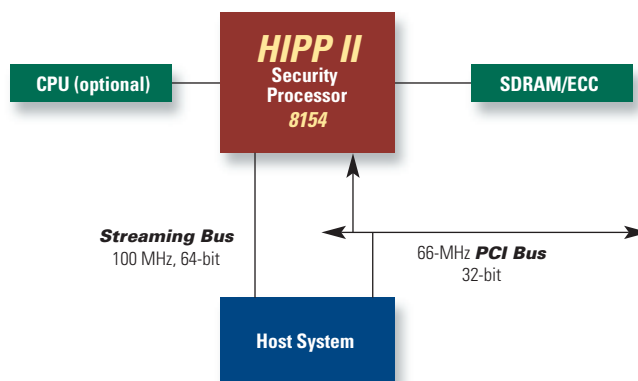 HIPP II
Security
Processor
8154
CPU (optional)
SDRAM/ECC
Streaming Bus
100 MHz, 64-bit
66-MHz PCI Bus
32-bit
Host System